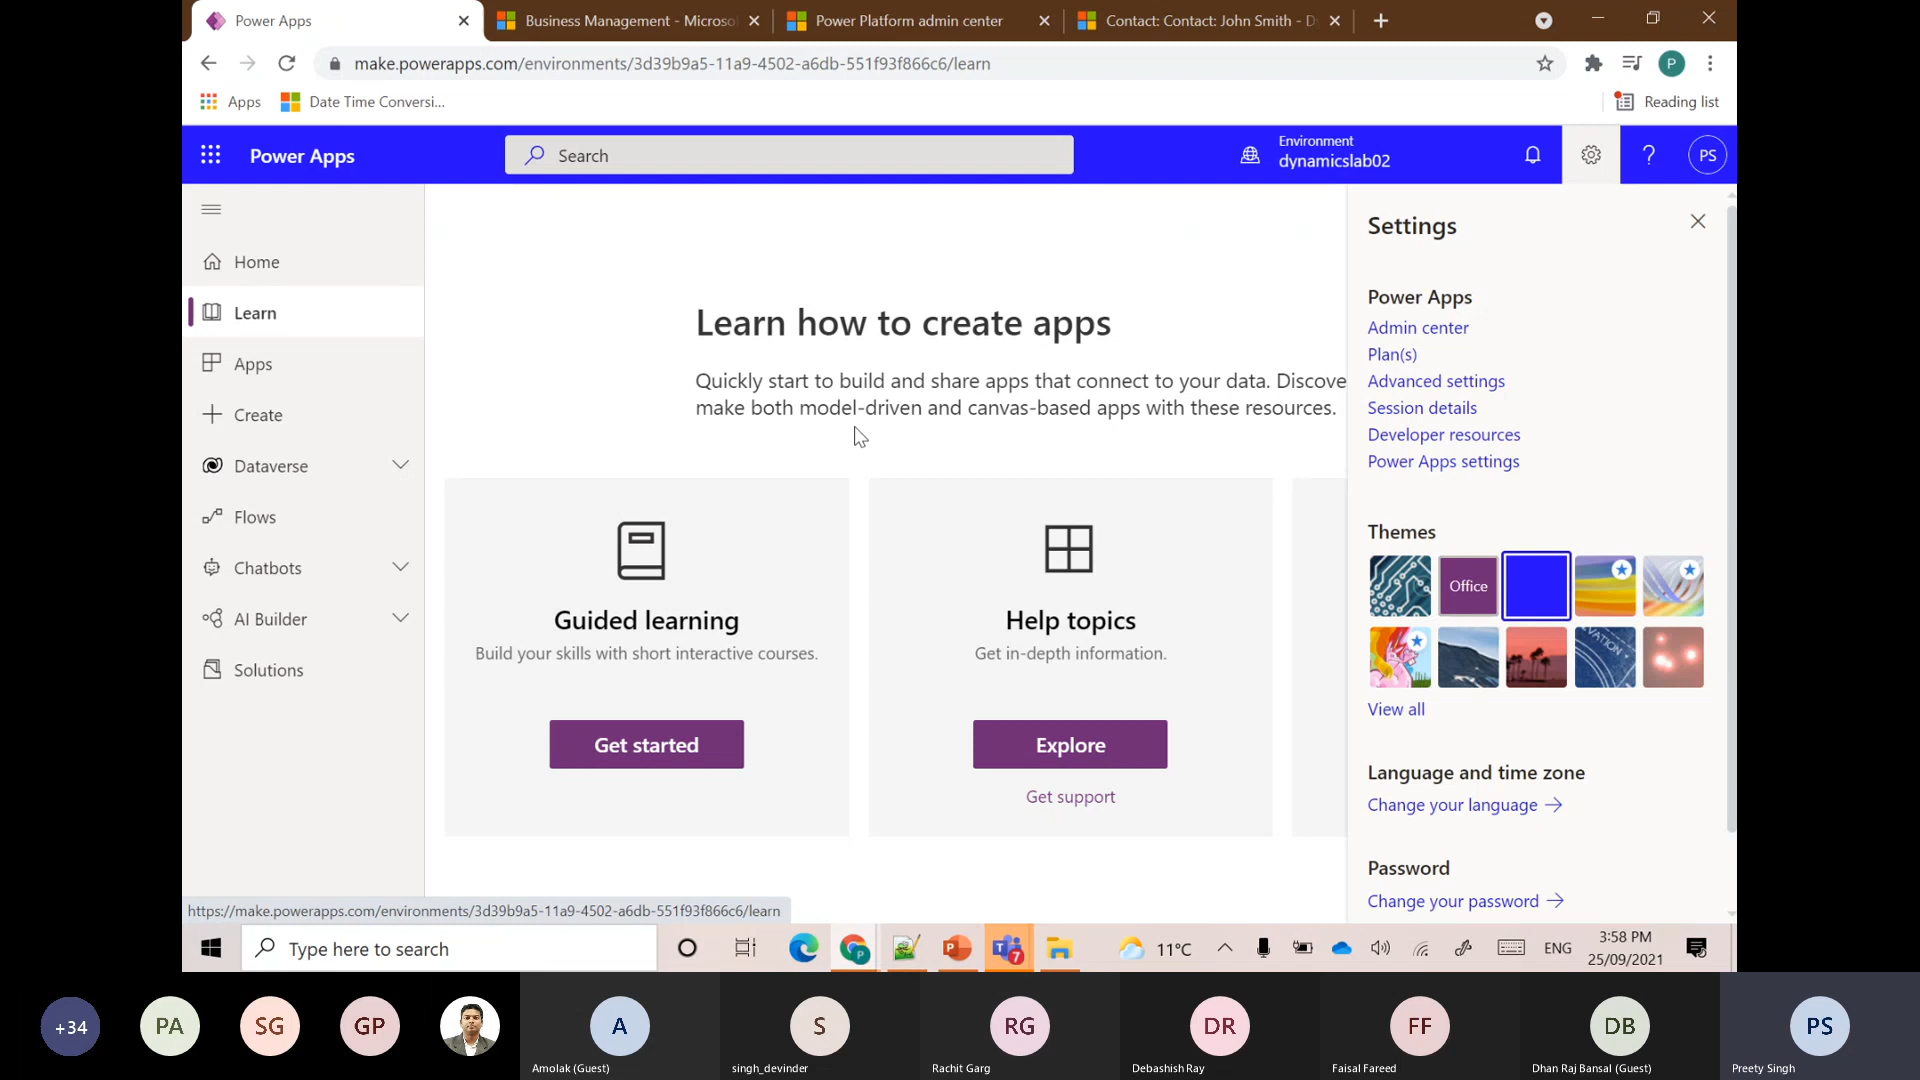 Power Apps
Business Management - Microso
Power Platform admin center
Contact: Contact: John Smith - D
make.powerapps.com/environments/3d39b9a5-11a9-4502-a6db-551f93f866c6/learn
P
Apps
Date Time Conversi...
Reading list
Power Apps
Search
Environment
dynamicslab02
?
PS
Home
Learn
Apps
Create
Dataverse
Flows
Chatbots
AI Builder
Solutions
Learn how to create apps
Quickly start to build and share apps that connect to your data. Discove
make both model-driven and canvas-based apps with these resources.
Guided learning
Build your skills with short interactive courses.
Get started
Help topics
Get in-depth information.
Explore
Get support
Settings
Power Apps
Admin center
Plan(s)
Advanced settings
Session details
Developer resources
Power Apps settings
Themes
Office
View all
Language and time zone
Change your language
Password
Change your password
https://make.powerapps.com/environments/3d39b9a5-11a9-4502-a6db-551f93f866c6/learn
Type here to search
7
11°C
ENG
3:58 PM
25/09/2021
+34
PA
SG
GP
A
Amolak (Guest)
S
singh_devinder
RG
Rachit Garg
DR
Debashish Ray
FF
Faisal Fareed
DB
Dhan Raj Bansal (Guest)
PS
Preety Singh